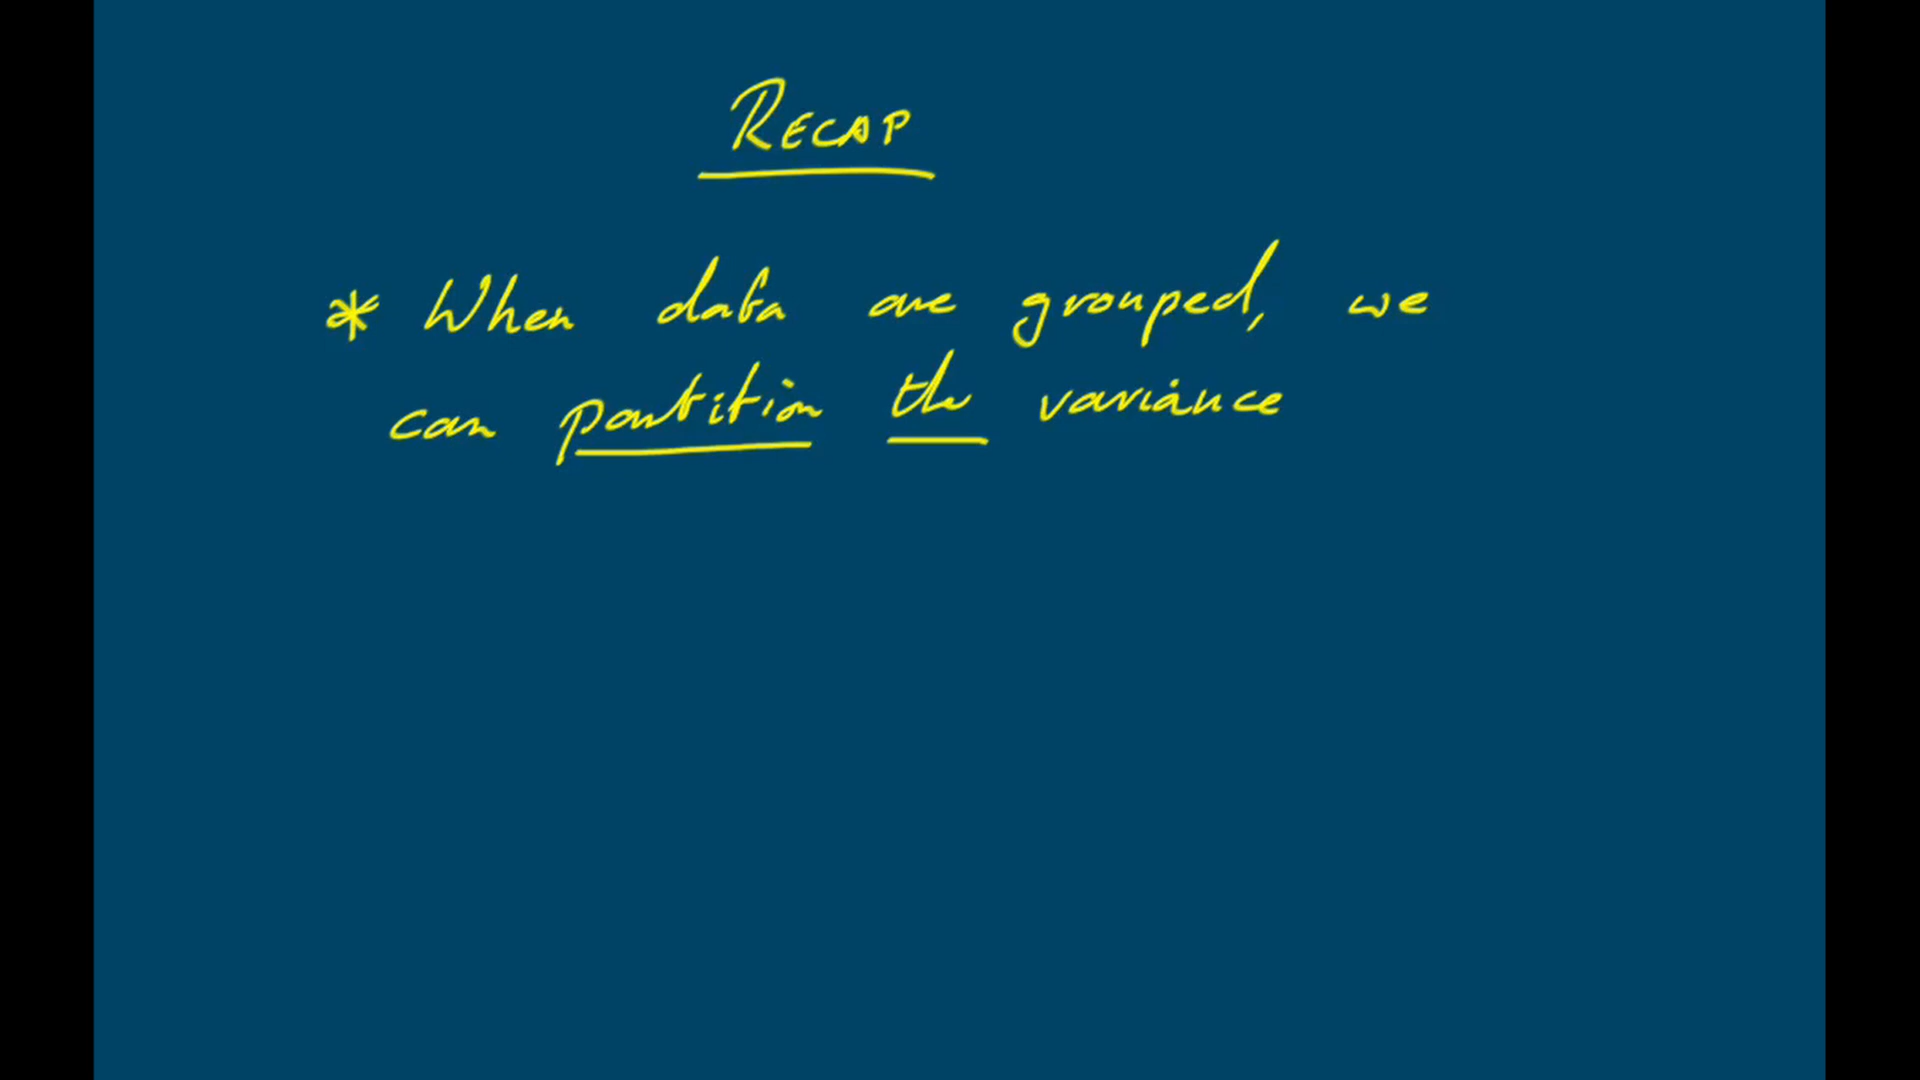 RECAP
* When data are grouped, we
can partition the variance